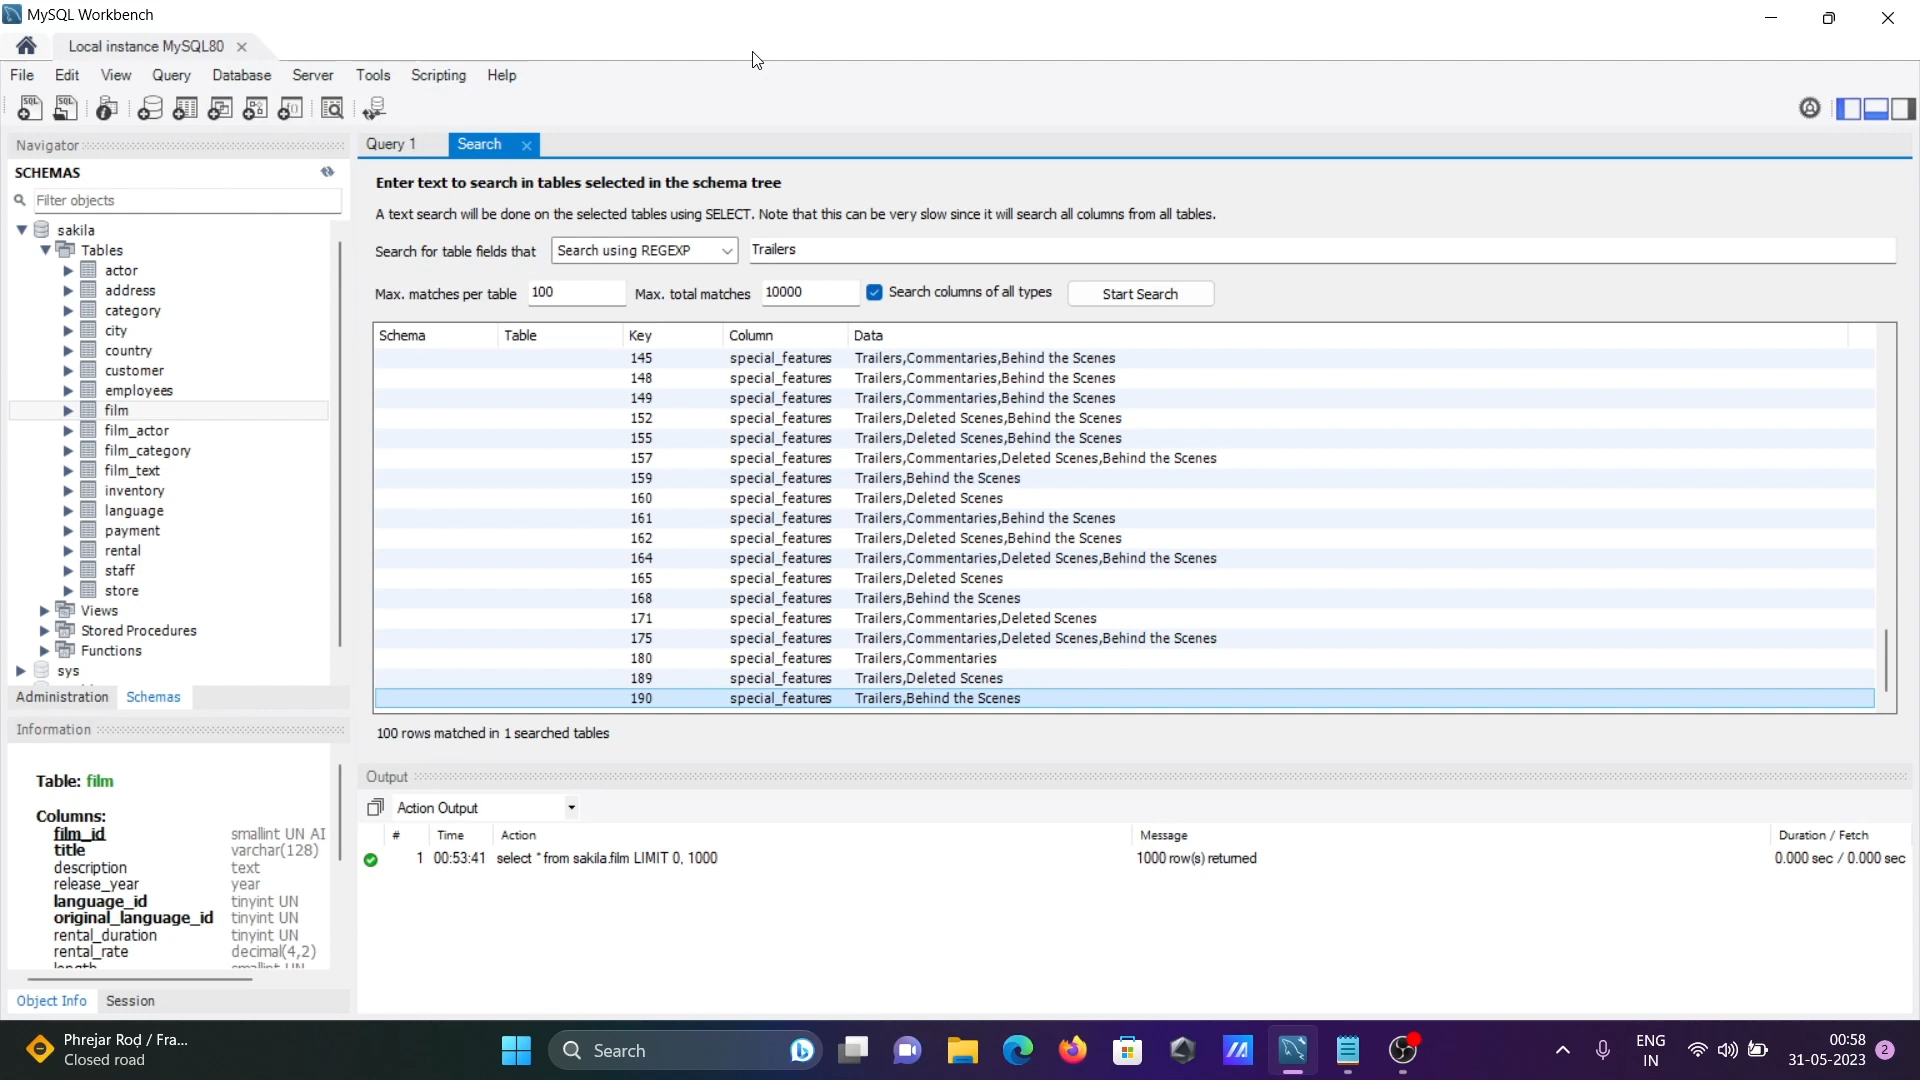 MySQL Workbench
Local instance MySQL80
File Edit View Query Database Server Tools Scripting Help
Navigator
SCHEMAS
Filter objects
sakila
Tables
actor
address
category
city
country
customer
employees
film
film_actor
film_category
film_text
inventory
language
payment
rental
staff
store
Views
Stored Procedures
Functions
sys
Administration Schemas
Information
Table: film
Columns:
film_id smallint UN AI
title varchar(128)
description text
release_year year
language_id tinyint UN
original_language_id tinyint UN
rental_duration tinyint UN
rental_rate decimal(4,2)
length smallint UN
Object Info Session
Query 1 Search
Enter text to search in tables selected in the schema tree
A text search will be done on the selected tables using SELECT. Note that this can be very slow since it will search all columns from all tables.
Search for table fields that Search using REGEXP Trailers
Max. matches per table 100 Max. total matches 10000 Search columns of all types Start Search
Schema Table Key Column Data
145 special_features Trailers,Commentaries,Behind the Scenes
148 special_features Trailers,Commentaries,Behind the Scenes
149 special_features Trailers,Commentaries,Behind the Scenes
152 special_features Trailers,Deleted Scenes,Behind the Scenes
155 special_features Trailers,Deleted Scenes,Behind the Scenes
157 special_features Trailers,Commentaries,Deleted Scenes,Behind the Scenes
159 special_features Trailers,Behind the Scenes
160 special_features Trailers,Deleted Scenes
161 special_features Trailers,Commentaries,Behind the Scenes
162 special_features Trailers,Deleted Scenes,Behind the Scenes
164 special_features Trailers,Commentaries,Deleted Scenes,Behind the Scenes
165 special_features Trailers,Deleted Scenes
168 special_features Trailers,Behind the Scenes
171 special_features Trailers,Commentaries,Deleted Scenes
175 special_features Trailers,Commentaries,Deleted Scenes,Behind the Scenes
180 special_features Trailers,Commentaries
189 special_features Trailers,Deleted Scenes
190 special_features Trailers,Behind the Scenes
100 rows matched in 1 searched tables
Output
Action Output
# Time Action Message Duration / Fetch
1 00:53:41 select * from sakila.film LIMIT 0, 1000 1000 row(s) returned 0.000 sec / 0.000 sec
Phrejar Rod / Fra...
Closed road
Search
ENG
IN
00:58
31-05-2023
2